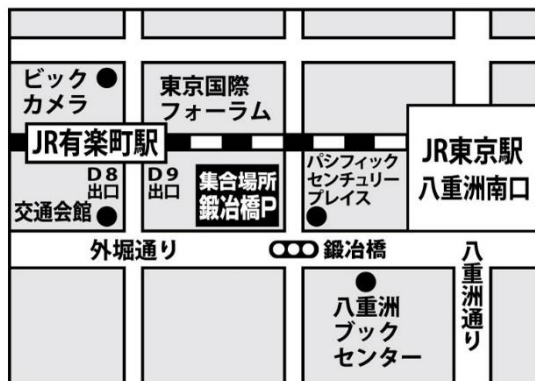 ビック
カメラ
東京国際
フォーラム
JR有楽町駅
JR東京駅
八重洲南口
D8
出口
D9
出口
集合場所
鍛冶橋P
パシフィック
センチュリー
プレイス
交通会館
外堀通り
鍛冶橋
八重洲通り
八重洲
ブック
センター